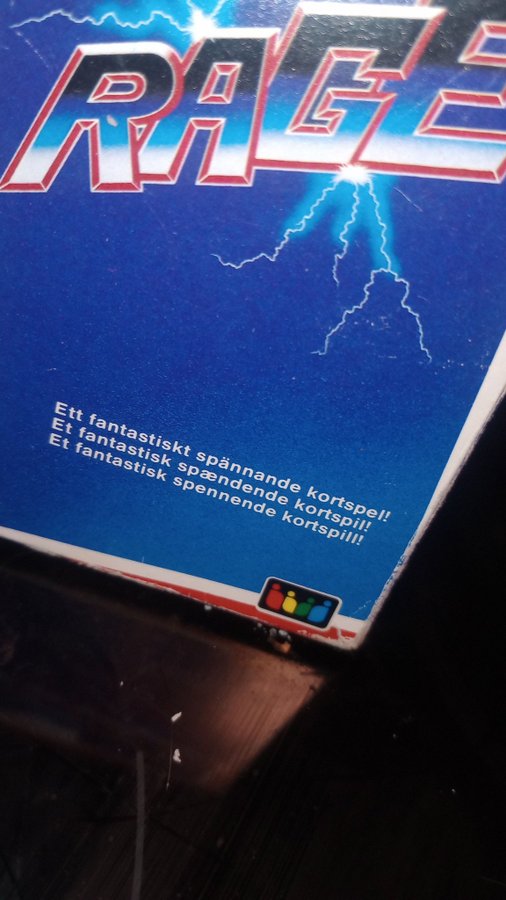 RAGE
Ett fantastiskt spännande kortspel!
Et fantastisk spændende kortspil!
Et fantastisk spennende kortspill!